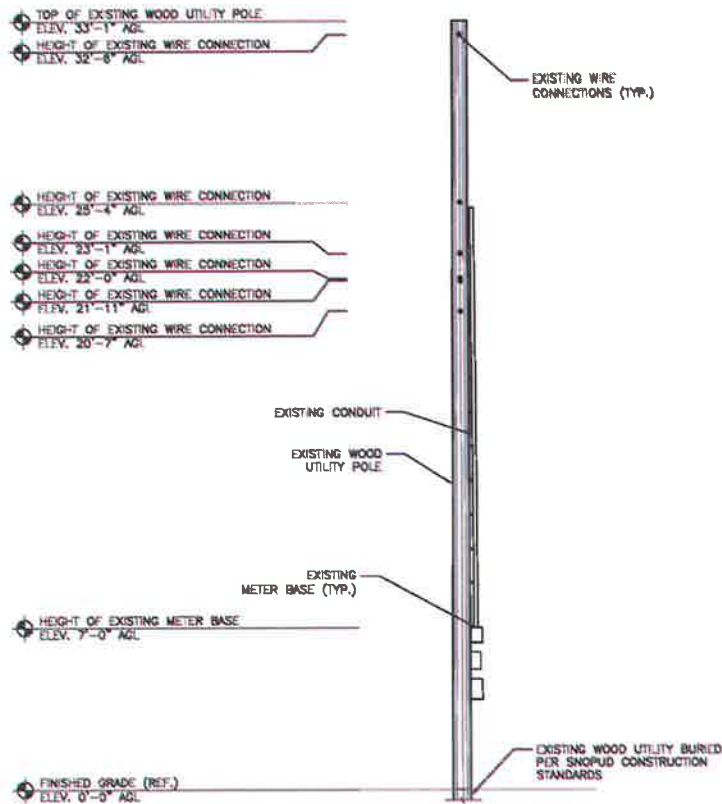 TOP OF EXISTING WOOD UTILITY POLE
ELEV. 33'-1" AGL
HEIGHT OF EXISTING WIRE CONNECTION
ELEV. 32'-6" AGL
EXISTING WIRE
CONNECTIONS (TYP.)
HEIGHT OF EXISTING WIRE CONNECTION
ELEV. 25'-4" AGL
HEIGHT OF EXISTING WIRE CONNECTION
ELEV. 23'-1" AGL
HEIGHT OF EXISTING WIRE CONNECTION
ELEV. 22'-0" AGL
HEIGHT OF EXISTING WIRE CONNECTION
ELEV. 21'-11" AGL
HEIGHT OF EXISTING WIRE CONNECTION
ELEV. 20'-7" AGL
EXISTING CONDUIT
EXISTING WOOD
UTILITY POLE
EXISTING
METER BASE (TYP.)
HEIGHT OF EXISTING METER BASE
ELEV. 7'-0" AGL
EXISTING WOOD UTILITY BURIED
PER SNOPUD CONSTRUCTION
STANDARDS
FINISHED GRADE (REF.)
ELEV. 0'-0" AGL